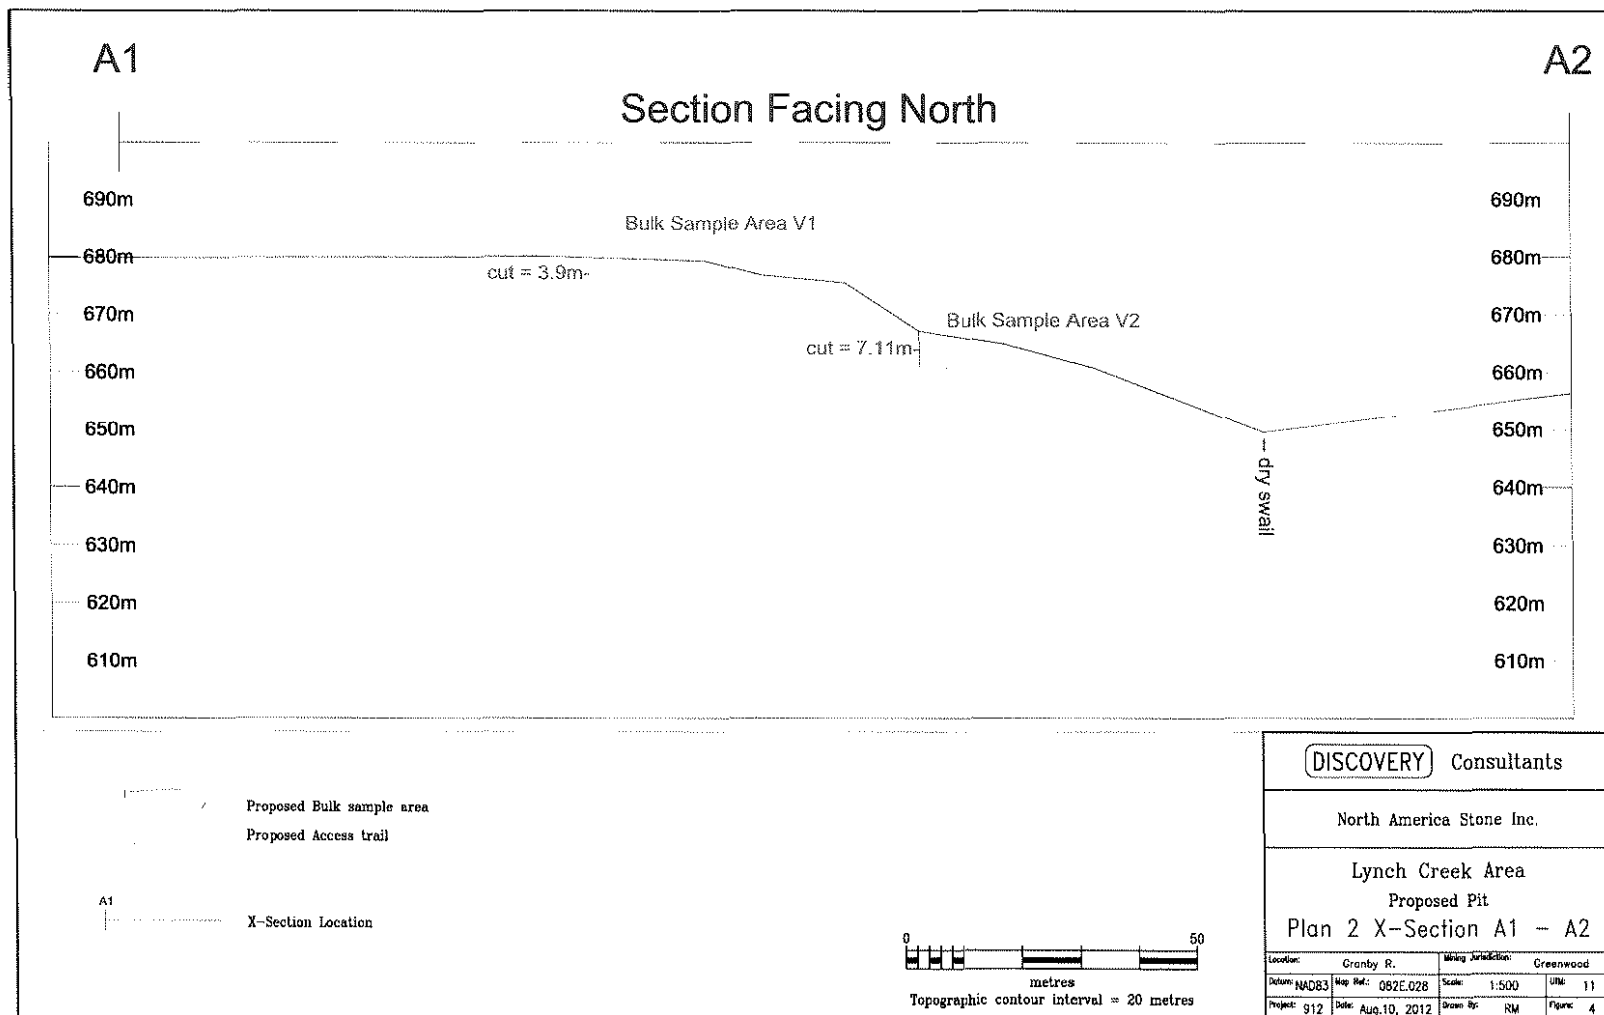 A1
A2
Section Facing North
690m
690m
Bulk Sample Area V1
680m
680m
cut = 3.9m
670m
670m
Bulk Sample Area V2
cut = 7.11m
660m
660m
650m
650m
dry swail
640m
640m
630m
630m
620m
620m
610m
610m
Proposed Bulk sample area
Proposed Access trail
A1
X-Section Location
0 50
metres
Topographic contour interval = 20 metres
DISCOVERY Consultants
North America Stone Inc.
Lynch Creek Area
Proposed Pit
Plan 2 X-Section A1 - A2
Location: Granby R. Mining Jurisdiction: Greenwood
Datum: NAD83 Map Ref.: 082E.028 Scale: 1:500 UTM: 11
Project: 912 Date: Aug.10, 2012 Drawn By: RM Figure: 4